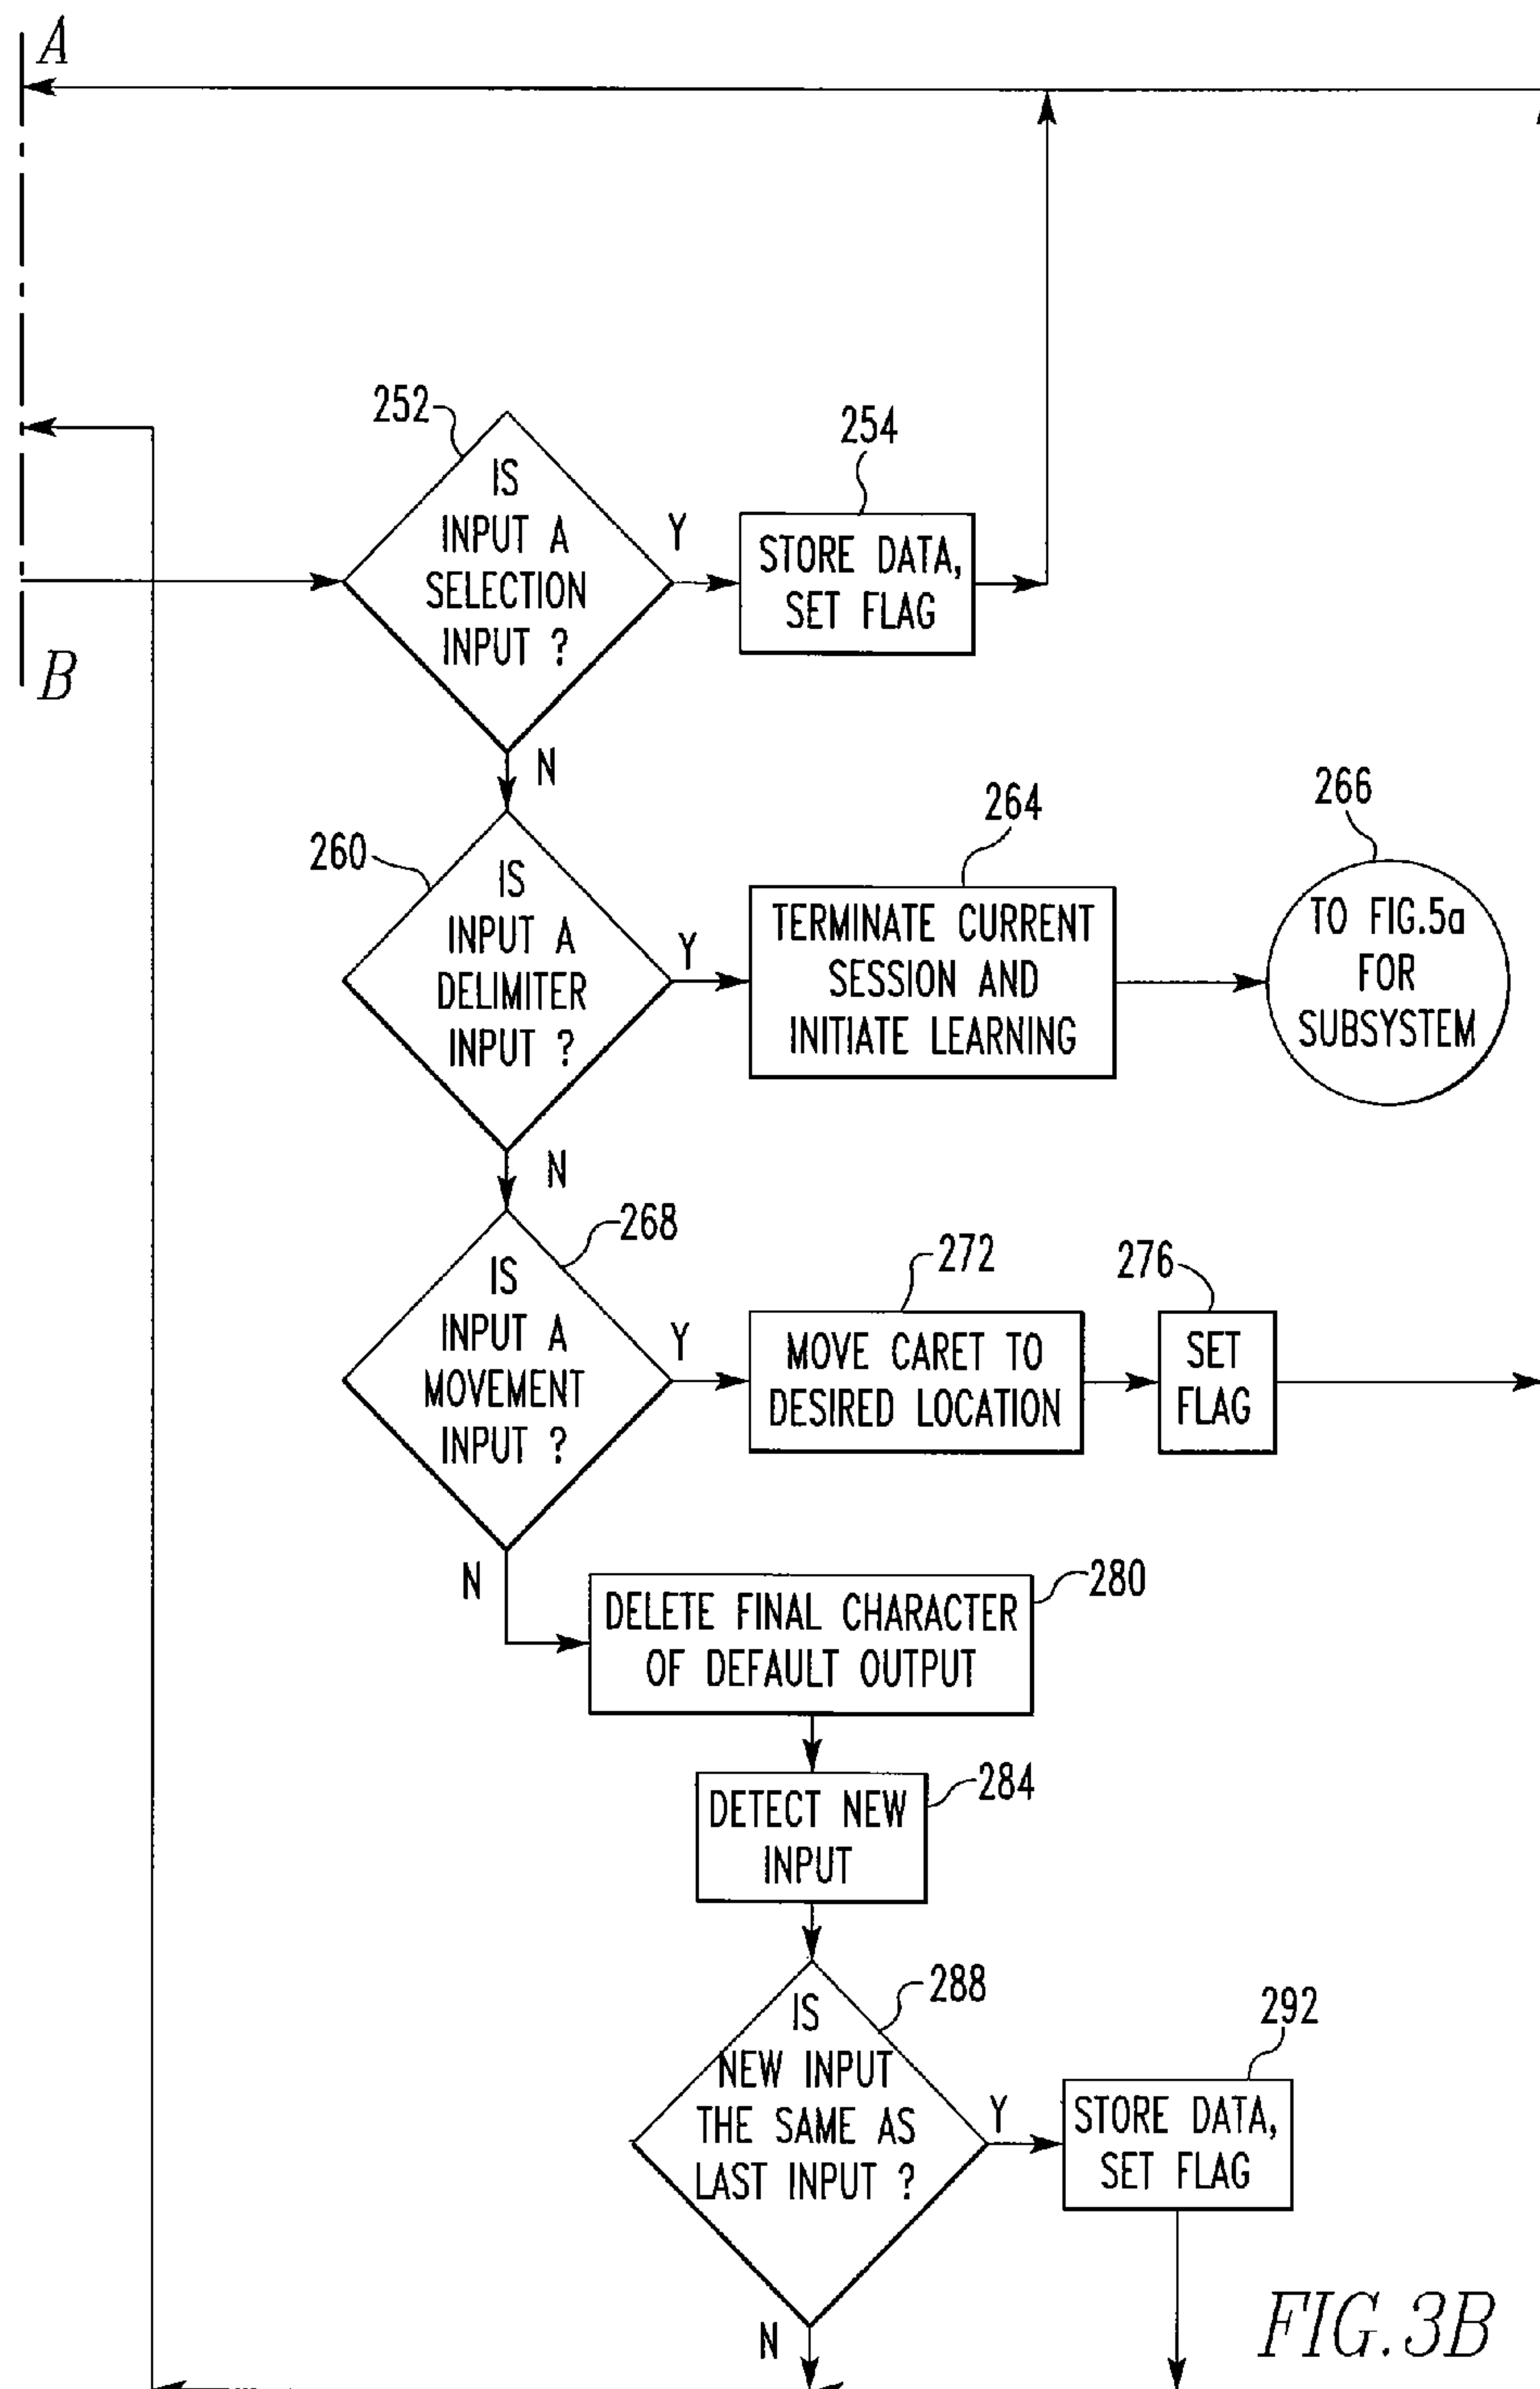 A
252
254
IS
INPUT A
SELECTION
INPUT ?
Y
STORE DATA,
SET FLAG
B
N
260
264
266
IS
INPUT A
DELIMITER
INPUT ?
Y
TERMINATE CURRENT
SESSION AND
INITIATE LEARNING
TO FIG.5a
FOR
SUBSYSTEM
N
268
272
276
IS
INPUT A
MOVEMENT
INPUT ?
Y
MOVE CARET TO
DESIRED LOCATION
SET
FLAG
N
280
DELETE FINAL CHARACTER
OF DEFAULT OUTPUT
284
DETECT NEW
INPUT
288
292
IS
NEW INPUT
THE SAME AS
LAST INPUT ?
Y
STORE DATA,
SET FLAG
N
FIG.3B